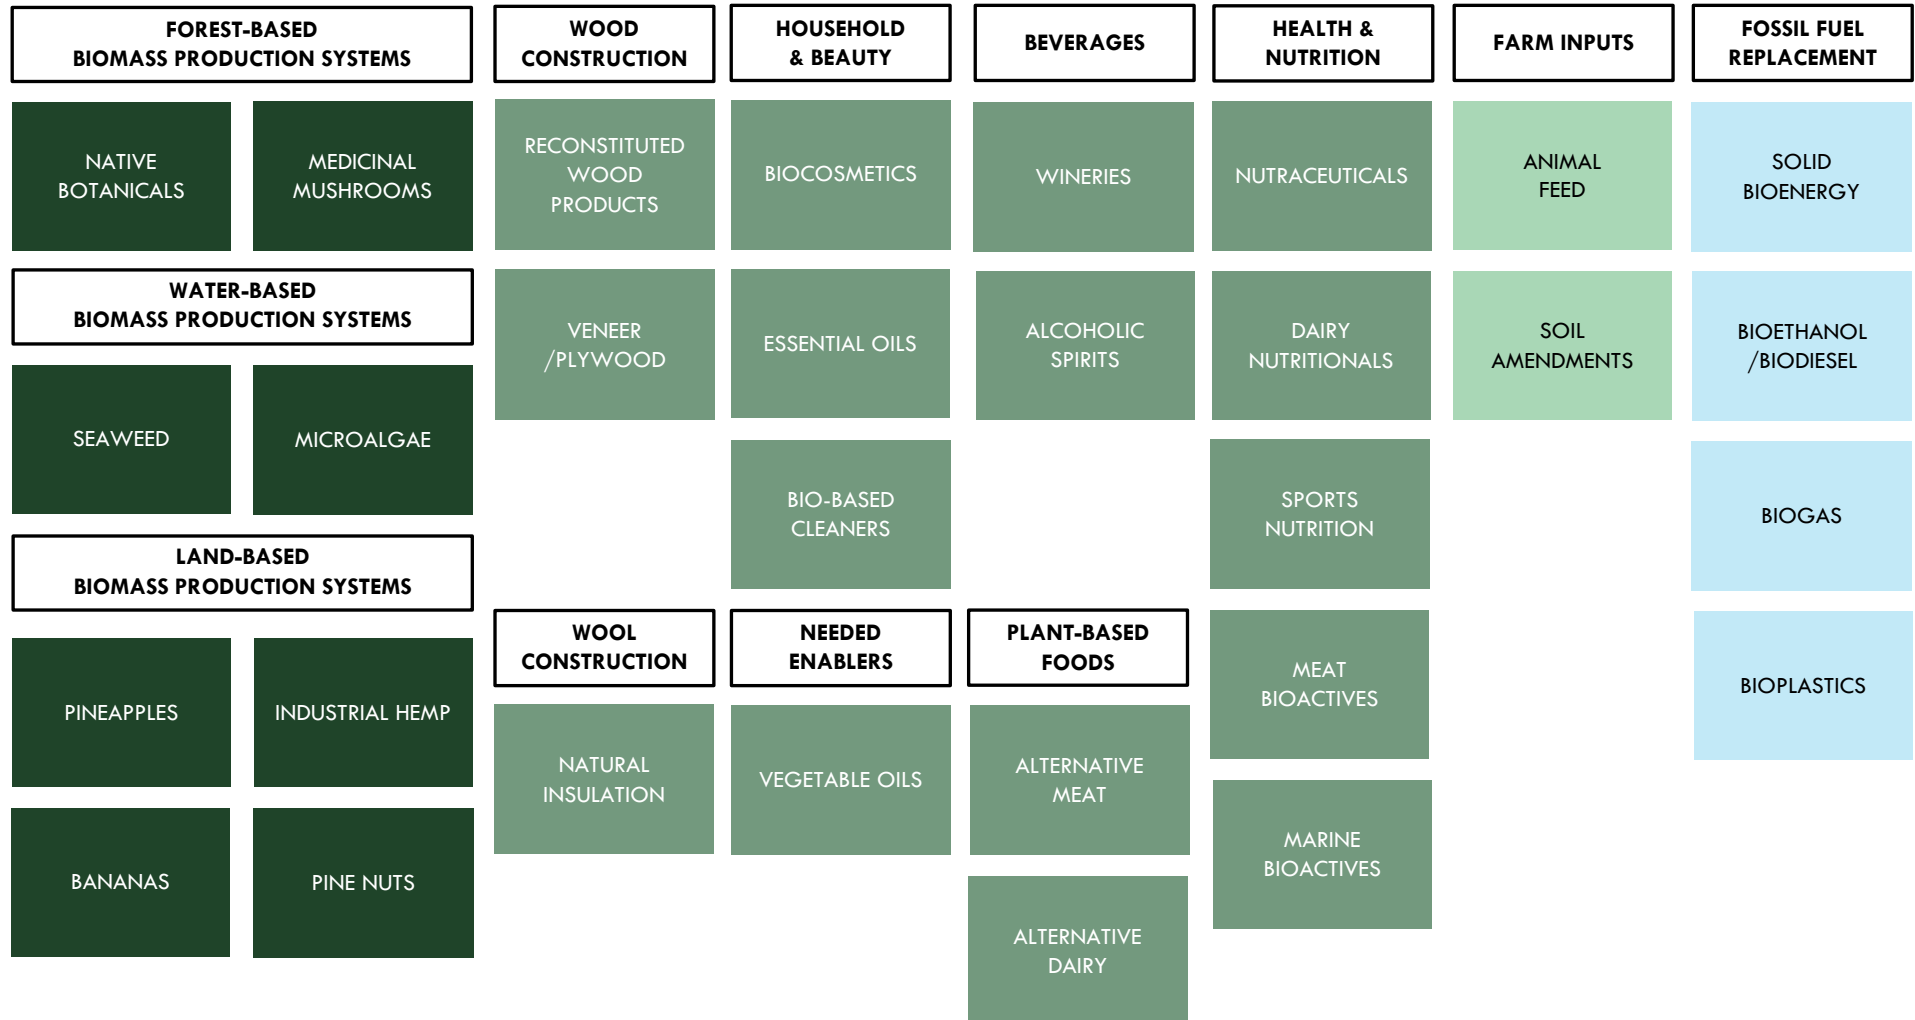 FOREST-BASED
BIOMASS PRODUCTION SYSTEMS
NATIVE
BOTANICALS
MEDICINAL
MUSHROOMS
WATER-BASED
BIOMASS PRODUCTION SYSTEMS
SEAWEED
MICROALGAE
LAND-BASED
BIOMASS PRODUCTION SYSTEMS
PINEAPPLES
INDUSTRIAL HEMP
BANANAS
PINE NUTS
WOOD
CONSTRUCTION
RECONSTITUTED
WOOD
PRODUCTS
VENEER
/PLYWOOD
WOOL
CONSTRUCTION
NATURAL
INSULATION
HOUSEHOLD
& BEAUTY
BIOCOSMETICS
ESSENTIAL OILS
BIO-BASED
CLEANERS
NEEDED
ENABLERS
VEGETABLE OILS
BEVERAGES
WINERIES
ALCOHOLIC
SPIRITS
PLANT-BASED
FOODS
ALTERNATIVE
MEAT
ALTERNATIVE
DAIRY
HEALTH &
NUTRITION
NUTRACEUTICALS
DAIRY
NUTRITIONALS
SPORTS
NUTRITION
MEAT
BIOACTIVES
MARINE
BIOACTIVES
FARM INPUTS
ANIMAL
FEED
SOIL
AMENDMENTS
FOSSIL FUEL
REPLACEMENT
SOLID
BIOENERGY
BIOETHANOL
/BIODIESEL
BIOGAS
BIOPLASTICS